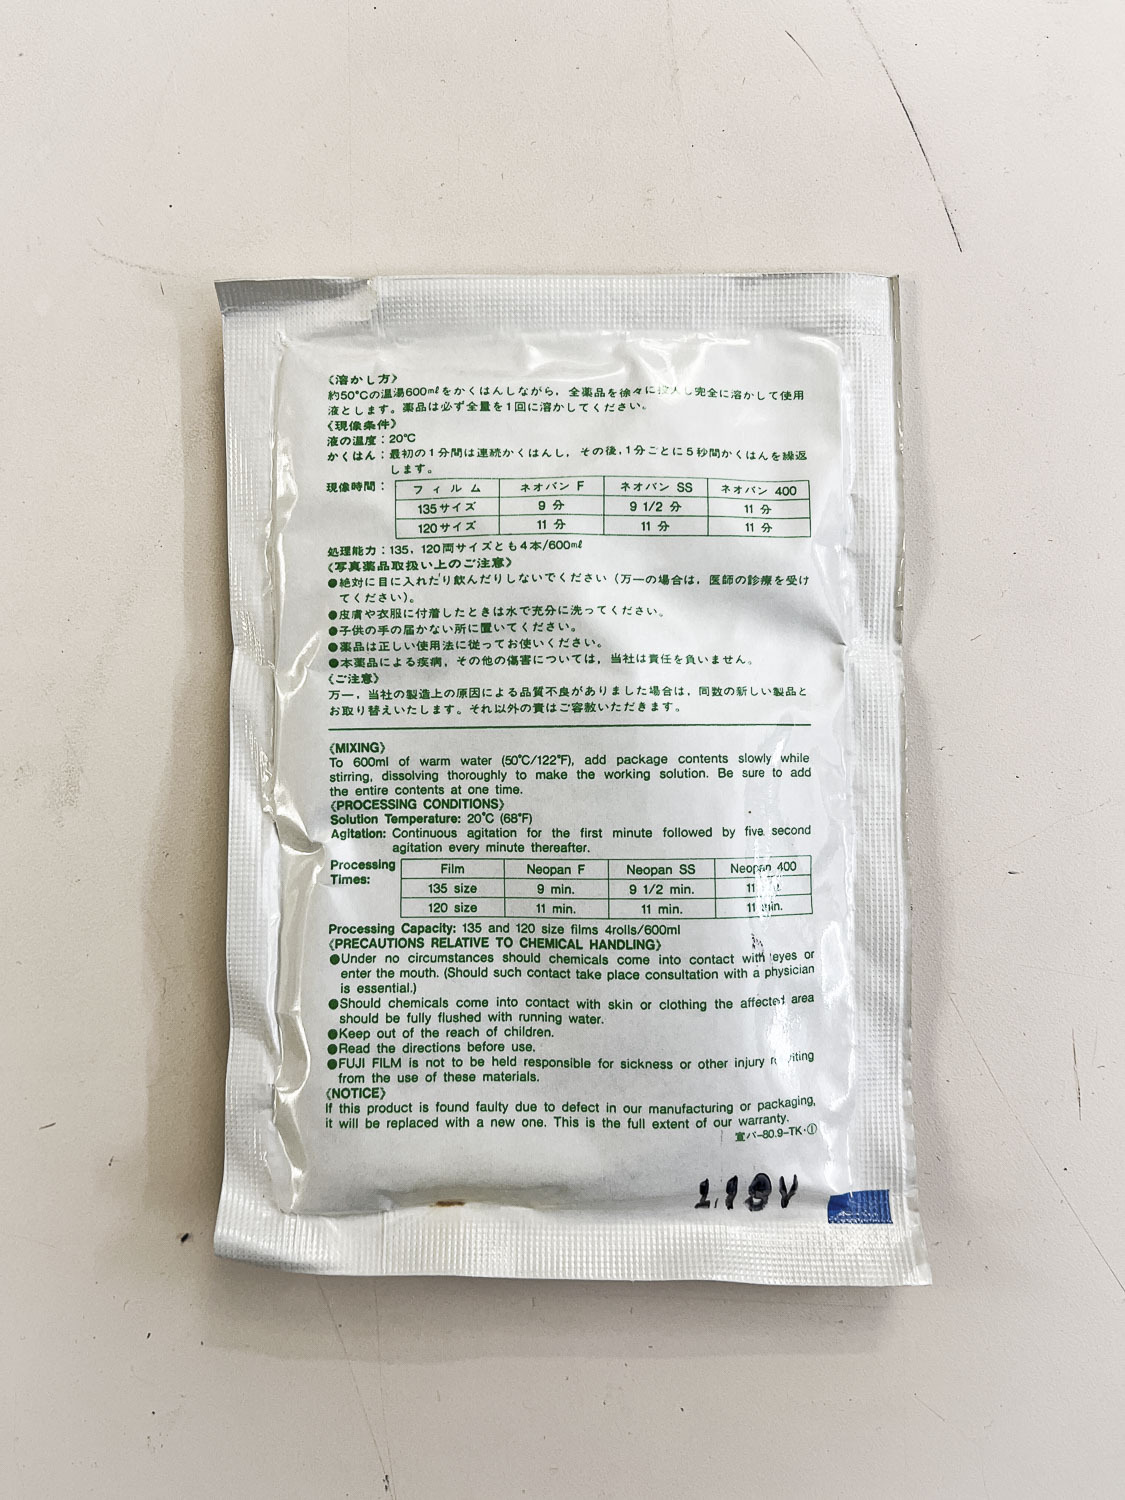 《溶かし方》
約50℃の温湯600mlをかくはんしながら，全薬品を徐々に投入し完全に溶かして使用
液とします。薬品は必ず全量を1回に溶かしてください。
《現像条件》
液の温度：20℃
かくはん：最初の1分間は連続かくはんし，その後，1分ごとに5秒間かくはんを繰返
します。
現像時間：
フィルム ネオパン F ネオパン SS ネオパン 400
135サイズ 9 分 9 1/2 分 11 分
120サイズ 11 分 11 分 11 分
処理能力：135，120両サイズとも4本/600ml
《写真薬品取扱い上のご注意》
●絶対に目に入れたり飲んだりしないでください（万一の場合は，医師の診療を受け
てください）。
●皮膚や衣服に付着したときは水で充分に洗ってください。
●子供の手の届かない所に置いてください。
●薬品は正しい使用法に従ってお使いください。
●本薬品による疾病，その他の傷害については，当社は責任を負いません。
《ご注意》
万一，当社の製造上の原因による品質不良がありました場合は，同数の新しい製品と
お取り替えいたします。それ以外の責はご容赦いただきます。
《MIXING》
To 600ml of warm water (50℃/122℉), add package contents slowly while
stirring, dissolving thoroughly to make the working solution. Be sure to add
the entire contents at one time.
《PROCESSING CONDITIONS》
Solution Temperature: 20℃ (68℉)
Agitation: Continuous agitation for the first minute followed by five second
agitation every minute thereafter.
Processing Times:
Film Neopan F Neopan SS Neopan 400
135 size 9 min. 9 1/2 min. 11 min.
120 size 11 min. 11 min. 11 min.
Processing Capacity: 135 and 120 size films 4rolls/600ml
《PRECAUTIONS RELATIVE TO CHEMICAL HANDLING》
●Under no circumstances should chemicals come into contact with eyes or
enter the mouth. (Should such contact take place consultation with a physician
is essential.)
●Should chemicals come into contact with skin or clothing the affected area
should be fully flushed with running water.
●Keep out of the reach of children.
●Read the directions before use.
●FUJI FILM is not to be held responsible for sickness or other injury
from the use of these materials.
《NOTICE》
If this product is found faulty due to defect in our manufacturing or packaging,
it will be replaced with a new one. This is the full extent of our warranty.
宣パ-80.9-TK・①